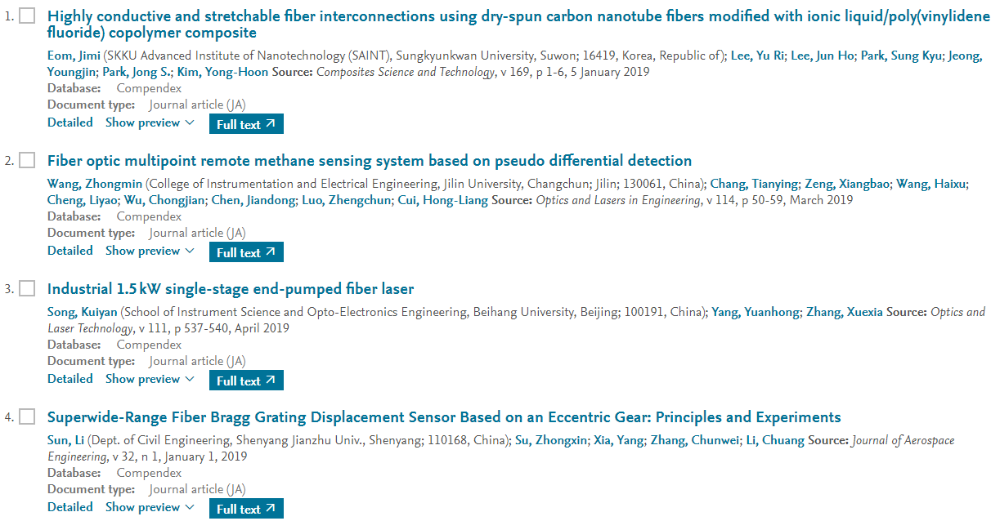 1. Highly conductive and stretchable fiber interconnections using dry-spun carbon nanotube fibers modified with ionic liquid/poly(vinylidene
fluoride) copolymer composite
Eom, Jimi (SKKU Advanced Institute of Nanotechnology (SAINT), Sungkyunkwan University, Suwon; 16419, Korea, Republic of); Lee, Yu Ri; Lee, Jun Ho; Park, Sung Kyu; Jeong,
Youngjin; Park, Jong S.; Kim, Yong-Hoon Source: Composites Science and Technology, v 169, p 1-6, 5 January 2019
Database: Compendex
Document type: Journal article (JA)
Detailed Show preview Full text
2. Fiber optic multipoint remote methane sensing system based on pseudo differential detection
Wang, Zhongmin (College of Instrumentation and Electrical Engineering, Jilin University, Changchun; Jilin; 130061, China); Chang, Tianying; Zeng, Xiangbao; Wang, Haixu;
Cheng, Liyao; Wu, Chongjian; Chen, Jiandong; Luo, Zhengchun; Cui, Hong-Liang Source: Optics and Lasers in Engineering, v 114, p 50-59, March 2019
Database: Compendex
Document type: Journal article (JA)
Detailed Show preview Full text
3. Industrial 1.5 kW single-stage end-pumped fiber laser
Song, Kuiyan (School of Instrument Science and Opto-Electronics Engineering, Beihang University, Beijing; 100191, China); Yang, Yuanhong; Zhang, Xuexia Source: Optics and
Laser Technology, v 111, p 537-540, April 2019
Database: Compendex
Document type: Journal article (JA)
Detailed Show preview Full text
4. Superwide-Range Fiber Bragg Grating Displacement Sensor Based on an Eccentric Gear: Principles and Experiments
Sun, Li (Dept. of Civil Engineering, Shenyang Jianzhu Univ., Shenyang; 110168, China); Su, Zhongxin; Xia, Yang; Zhang, Chunwei; Li, Chuang Source: Journal of Aerospace
Engineering, v 32, n 1, January 1, 2019
Database: Compendex
Document type: Journal article (JA)
Detailed Show preview Full text